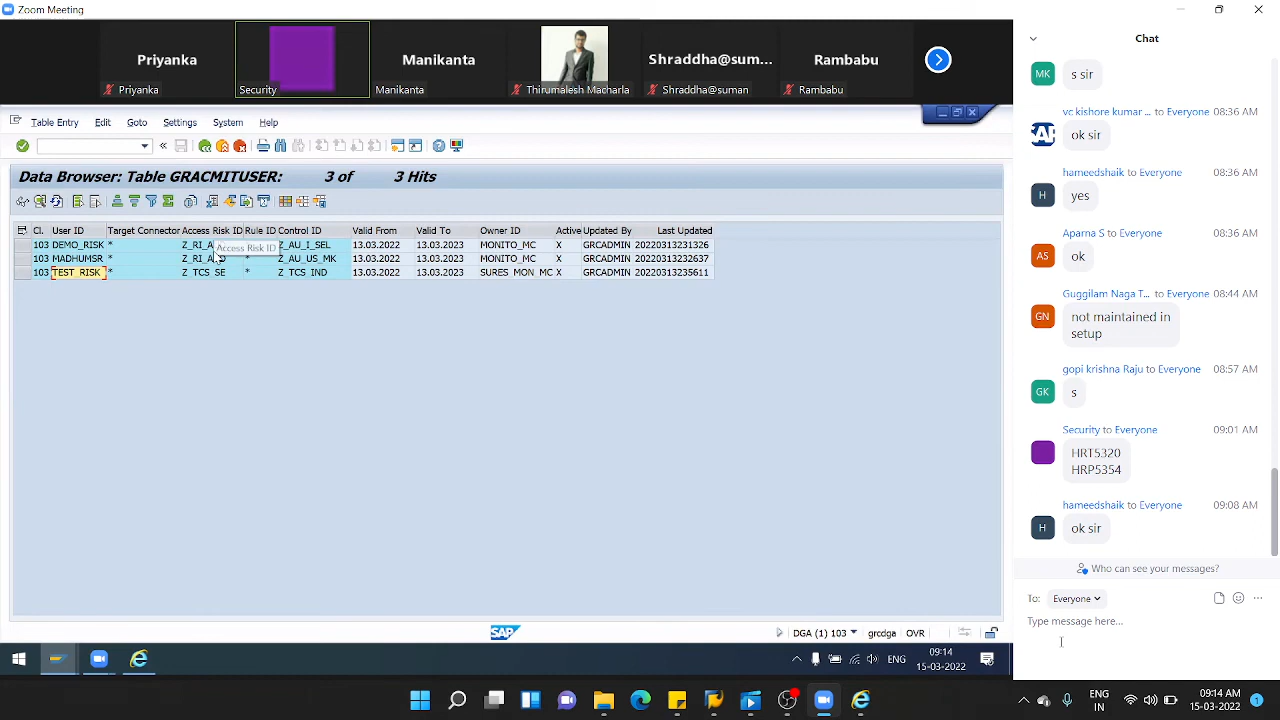 Zoom Meeting
Priyanka
Priyanka
Security
Manikanta
Manikanta
Thirumalesh Macharla
Shraddha@sum...
Shraddha@suman
Rambabu
Rambabu
Table Entry Edit Goto Settings System Help
Data Browser: Table GRACMITUSER: 3 of 3 Hits
Cl. User ID Target Connector Access Risk ID Rule ID Control ID Valid From Valid To Owner ID Active Updated By Last Updated
103 DEMO_RISK * Z_RI_A Z_AU_I_SEL 13.03.2022 13.03.2023 MONITO_MC X GRCADMIN 20220313231326
Access Risk ID
103 MADHUMSR * Z_RI_A * Z_AU_US_MK 13.03.2022 13.03.2023 MONITO_MC X GRCADMIN 20220313232637
103 TEST_RISK * Z_TCS_SE * Z_TCS_IND 13.03.2022 13.03.2023 SURES_MON_MC X GRCADMIN 20220313235611
SAP
DGA (1) 103 grcdga OVR
ENG
09:14
15-03-2022
Chat
MK
s sir
vc kishore kumar ... to Everyone 08:36 AM
SAP
ok sir
hameedshaik to Everyone 08:36 AM
H
yes
Aparna S to Everyone 08:36 AM
AS
ok
Guggilam Naga T... to Everyone 08:44 AM
GN
not maintained in
setup
gopi krishna Raju to Everyone 08:57 AM
GK
s
Security to Everyone 09:01 AM
HRT5320
HRP5354
hameedshaik to Everyone 09:08 AM
H
ok sir
Who can see your messages?
To: Everyone
Type message here...
ENG
IN
09:14 AM
15-03-2022
1